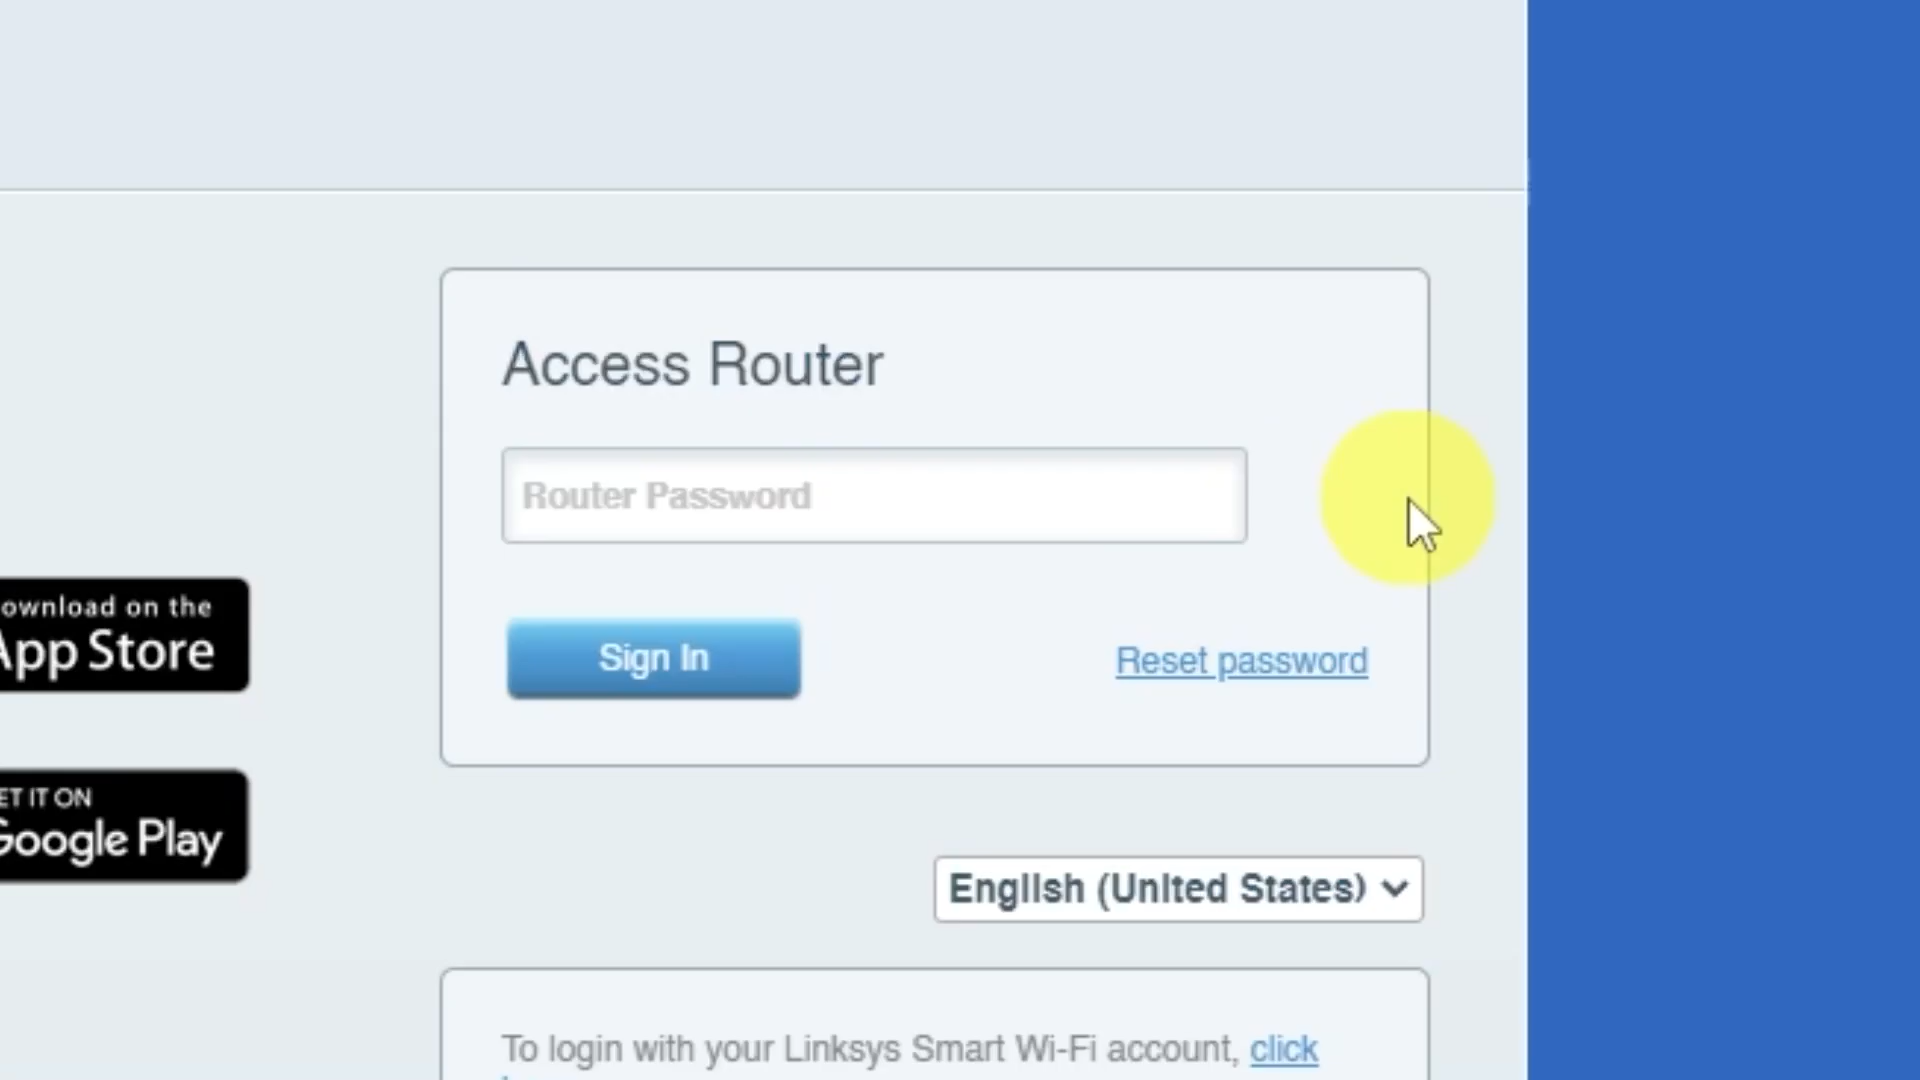 Access Router
Router Password
Sign In
Reset password
ownload on the
App Store
ET IT ON
Google Play
English (United States)
To login with your Linksys Smart Wi-Fi account, click